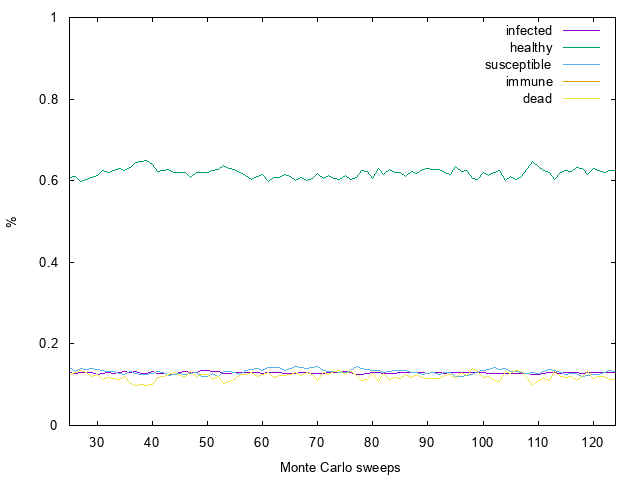 1
0.8
0.6
0.4
0.2
0
%
infected
healthy
susceptible
immune
dead
30 40 50 60 70 80 90 100 110 120
Monte Carlo sweeps